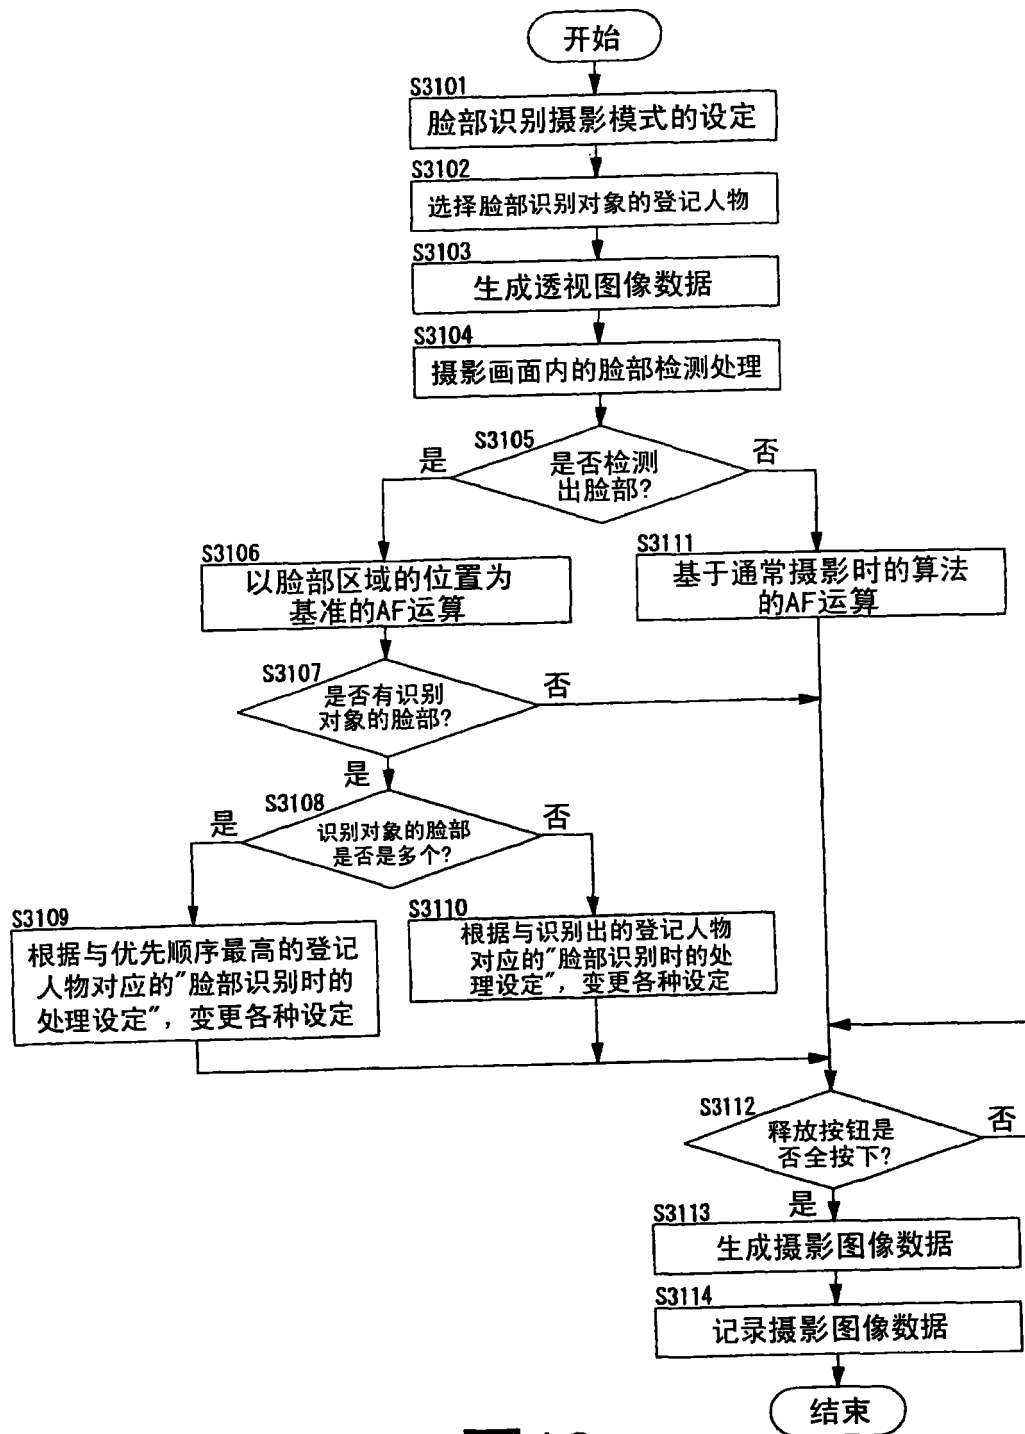 开始
S3101
脸部识别摄影模式的设定
S3102
选择脸部识别对象的登记人物
S3103
生成透视图像数据
S3104
摄影画面内的脸部检测处理
S3105
是否检测
出脸部?
是
否
S3106
以脸部区域的位置为
基准的AF运算
S3111
基于通常摄影时的算法
的AF运算
S3107
是否有识别
对象的脸部?
否
是
S3108
识别对象的脸部
是否是多个?
是
否
S3109
根据与优先顺序最高的登记
人物对应的"脸部识别时的
处理设定", 变更各种设定
S3110
根据与识别出的登记人物
对应的"脸部识别时的处
理设定", 变更各种设定
S3112
释放按钮是
否全按下?
否
是
S3113
生成摄影图像数据
S3114
记录摄影图像数据
结束